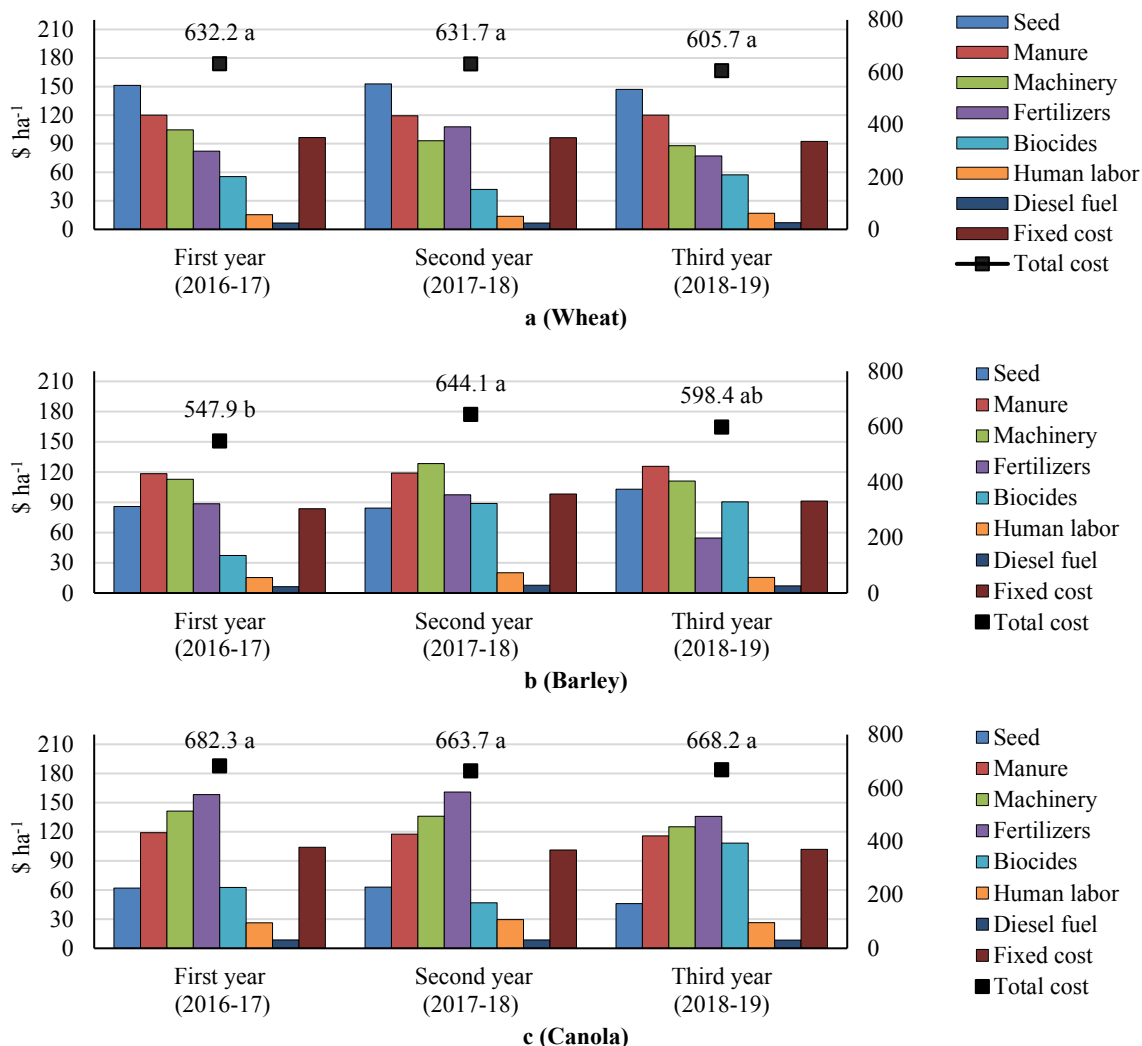 210
180
150
120
90
60
30
0
$ ha-1
632.2 a
631.7 a
605.7 a
800
600
400
200
0
First year
(2016-17)
Second year
(2017-18)
Third year
(2018-19)
a (Wheat)
Seed
Manure
Machinery
Fertilizers
Biocides
Human labor
Diesel fuel
Fixed cost
Total cost
210
180
150
120
90
60
30
0
$ ha-1
547.9 b
644.1 a
598.4 ab
800
600
400
200
0
First year
(2016-17)
Second year
(2017-18)
Third year
(2018-19)
b (Barley)
Seed
Manure
Machinery
Fertilizers
Biocides
Human labor
Diesel fuel
Fixed cost
Total cost
210
180
150
120
90
60
30
0
$ ha-1
682.3 a
663.7 a
668.2 a
800
600
400
200
0
First year
(2016-17)
Second year
(2017-18)
Third year
(2018-19)
c (Canola)
Seed
Manure
Machinery
Fertilizers
Biocides
Human labor
Diesel fuel
Fixed cost
Total cost